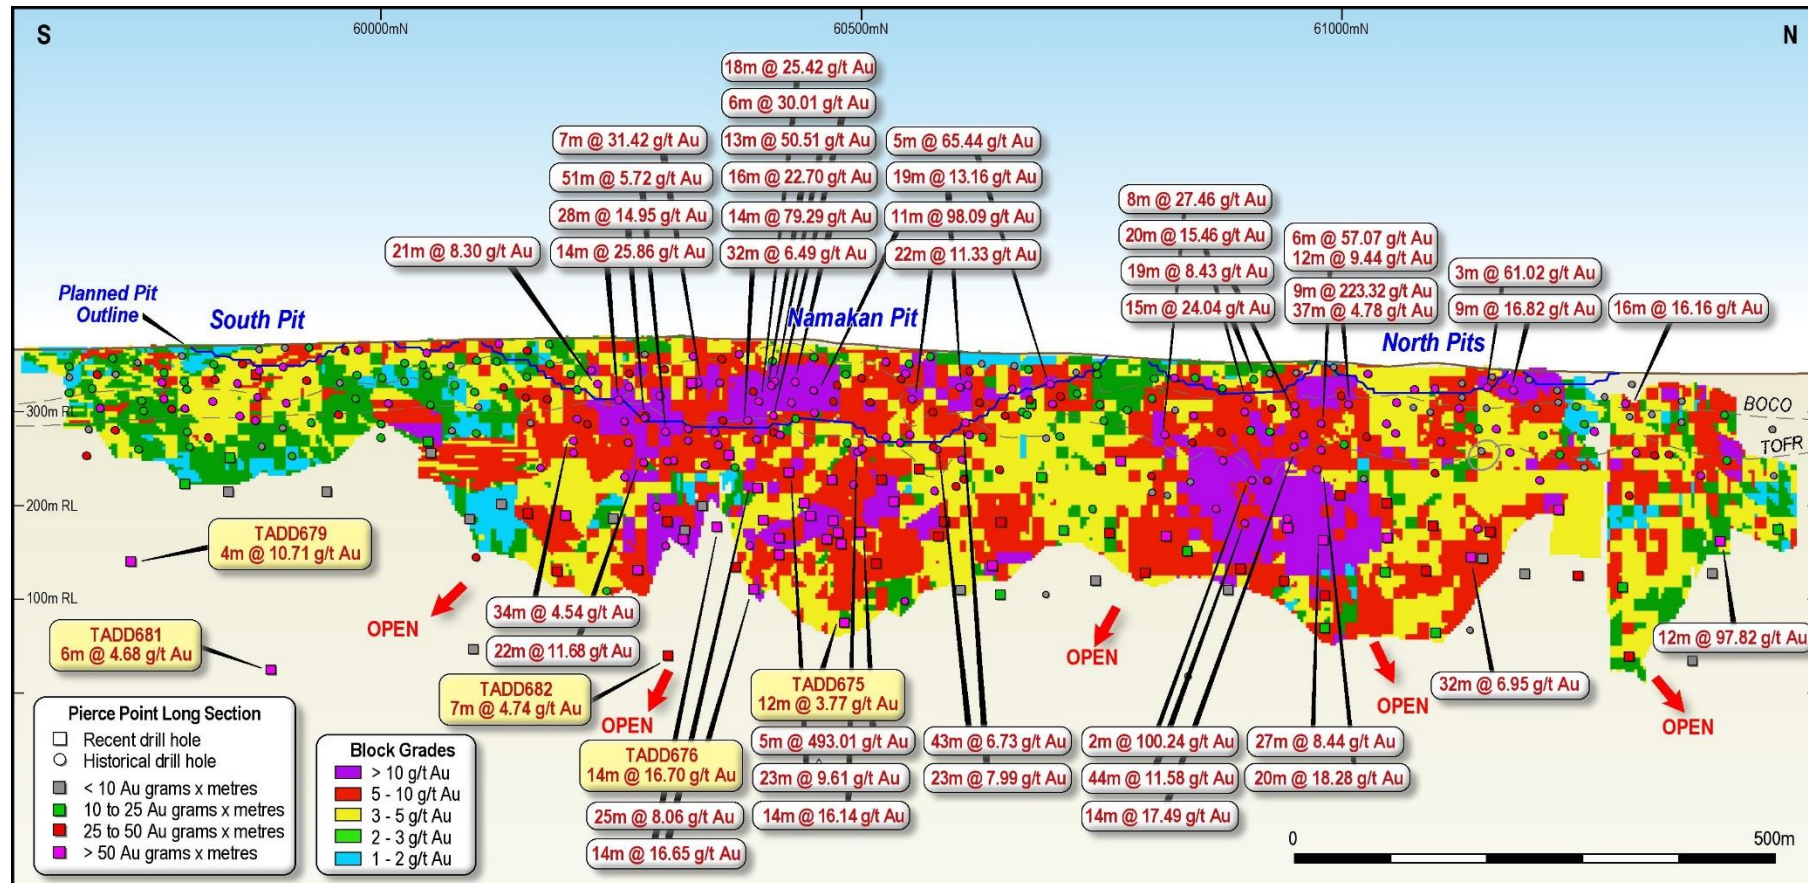 S
60000mN
60500mN
61000mN
N
18m @ 25.42 g/t Au
6m @ 30.01 g/t Au
7m @ 31.42 g/t Au
13m @ 50.51 g/t Au
5m @ 65.44 g/t Au
51m @ 5.72 g/t Au
16m @ 22.70 g/t Au
19m @ 13.16 g/t Au
28m @ 14.95 g/t Au
14m @ 79.29 g/t Au
11m @ 98.09 g/t Au
21m @ 8.30 g/t Au
14m @ 25.86 g/t Au
32m @ 6.49 g/t Au
22m @ 11.33 g/t Au
8m @ 27.46 g/t Au
20m @ 15.46 g/t Au
19m @ 8.43 g/t Au
15m @ 24.04 g/t Au
6m @ 57.07 g/t Au
12m @ 9.44 g/t Au
9m @ 223.32 g/t Au
37m @ 4.78 g/t Au
3m @ 61.02 g/t Au
9m @ 16.82 g/t Au
16m @ 16.16 g/t Au
Planned Pit
Outline
South Pit
Namakan Pit
North Pits
300m RL
BOCO
TOFR
200m RL
100m RL
TADD679
4m @ 10.71 g/t Au
TADD681
6m @ 4.68 g/t Au
OPEN
34m @ 4.54 g/t Au
22m @ 11.68 g/t Au
TADD682
7m @ 4.74 g/t Au
OPEN
TADD675
12m @ 3.77 g/t Au
OPEN
OPEN
32m @ 6.95 g/t Au
12m @ 97.82 g/t Au
OPEN
TADD676
14m @ 16.70 g/t Au
25m @ 8.06 g/t Au
14m @ 16.65 g/t Au
5m @ 493.01 g/t Au
23m @ 9.61 g/t Au
14m @ 16.14 g/t Au
43m @ 6.73 g/t Au
23m @ 7.99 g/t Au
2m @ 100.24 g/t Au
44m @ 11.58 g/t Au
14m @ 17.49 g/t Au
27m @ 8.44 g/t Au
20m @ 18.28 g/t Au
Pierce Point Long Section
Recent drill hole
Historical drill hole
< 10 Au grams x metres
10 to 25 Au grams x metres
25 to 50 Au grams x metres
> 50 Au grams x metres
Block Grades
> 10 g/t Au
5 - 10 g/t Au
3 - 5 g/t Au
2 - 3 g/t Au
1 - 2 g/t Au
0
500m